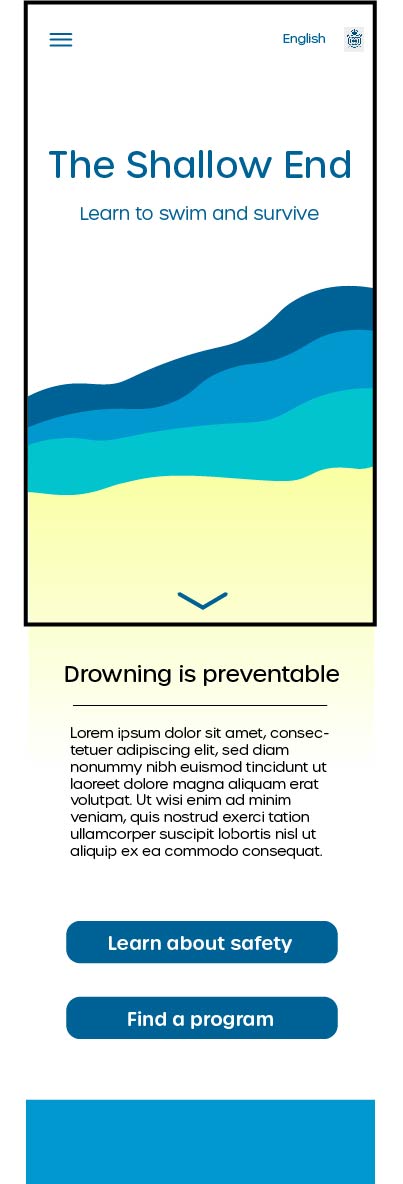 English
The Shallow End
Learn to swim and survive
Drowning is preventable
Lorem ipsum dolor sit amet, consec-
tetuer adipiscing elit, sed diam
nonummy nibh euismod tincidunt ut
laoreet dolore magna aliquam erat
volutpat. Ut wisi enim ad minim
veniam, quis nostrud exerci tation
ullamcorper suscipit lobortis nisl ut
aliquip ex ea commodo consequat.
Learn about safety
Find a program